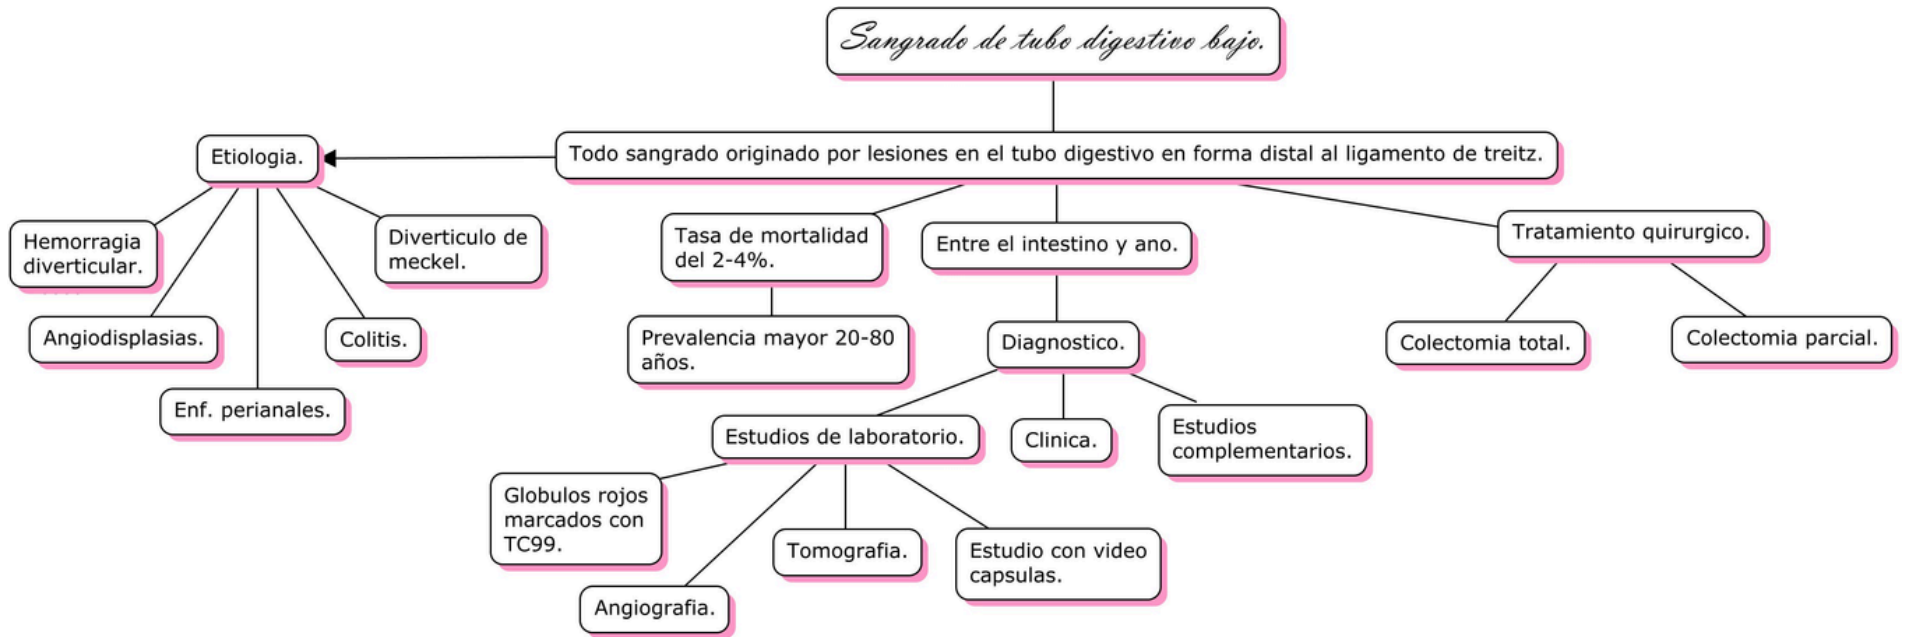 Sangrado de tubo digestivo bajo.
Todo sangrado originado por lesiones en el tubo digestivo en forma distal al ligamento de treitz.
Etiologia.
Hemorragia
diverticular.
Angiodisplasias.
Enf. perianales.
Colitis.
Diverticulo de
meckel.
Tasa de mortalidad
del 2-4%.
Prevalencia mayor 20-80
años.
Entre el intestino y ano.
Diagnostico.
Estudios de laboratorio.
Globulos rojos
marcados con
TC99.
Angiografia.
Tomografia.
Estudio con video
capsulas.
Clinica.
Estudios
complementarios.
Tratamiento quirurgico.
Colectomia total.
Colectomia parcial.